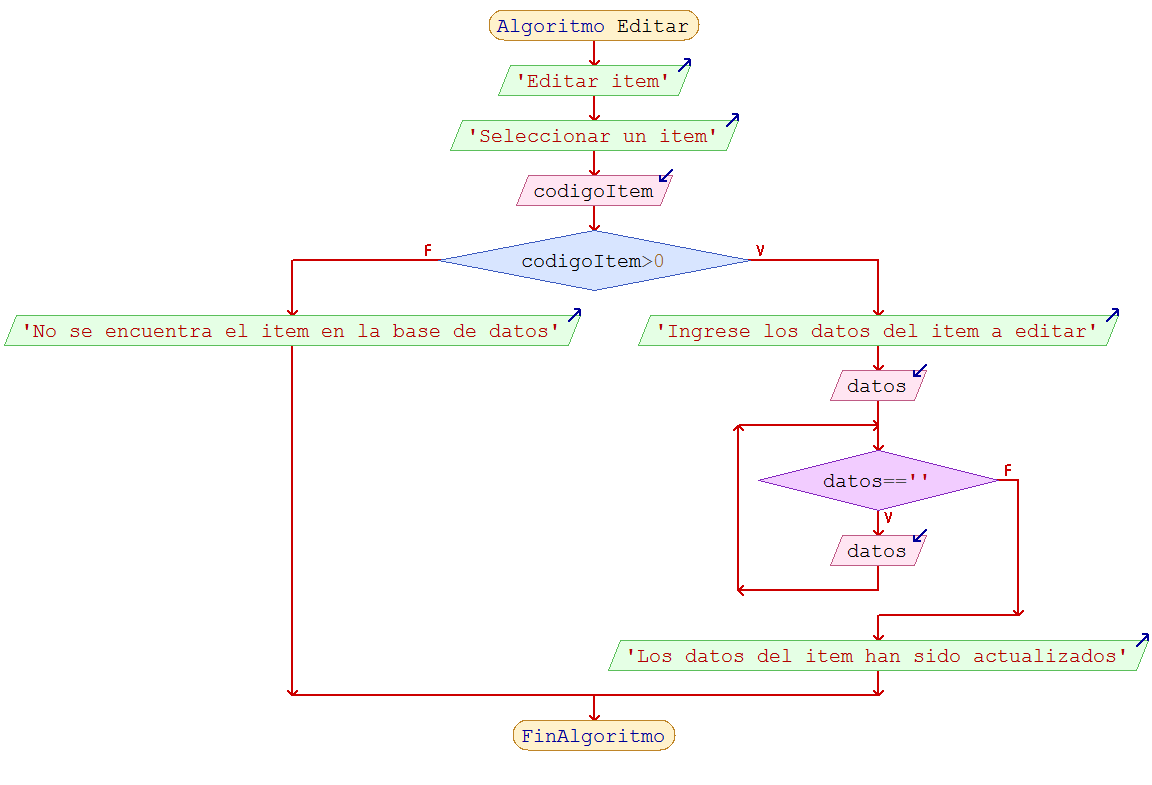 Algoritmo Editar
'Editar item'
'Seleccionar un item'
codigoItem
codigoItem>0
F
V
'No se encuentra el item en la base de datos'
'Ingrese los datos del item a editar'
datos
datos==''
F
V
datos
'Los datos del item han sido actualizados'
FinAlgoritmo